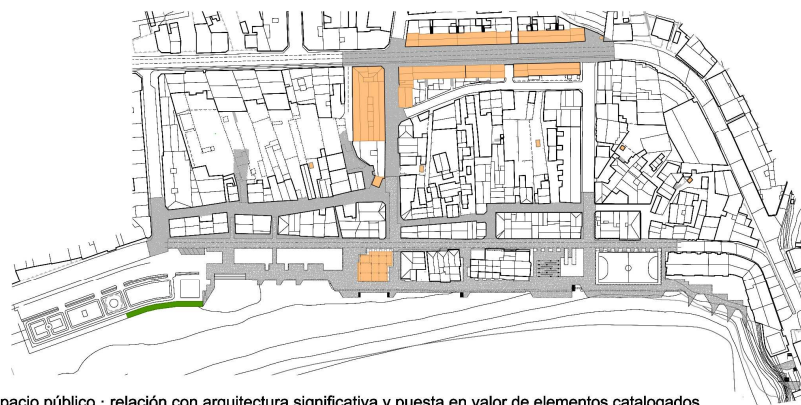 pacio público : relación con arquitectura significativa y puesta en valor de elementos catalogados